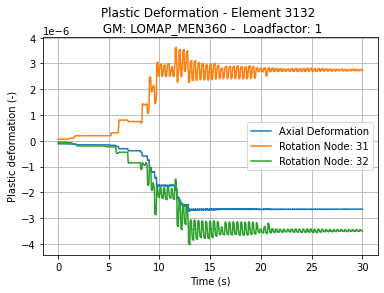 Plastic Deformation - Element 3132
GM: LOMAP_MEN360 - Loadfactor: 1
1e−6
Plastic deformation (-)
4
3
2
1
0
−1
−2
−3
−4
Axial Deformation
Rotation Node: 31
Rotation Node: 32
0 5 10 15 20 25 30
Time (s)